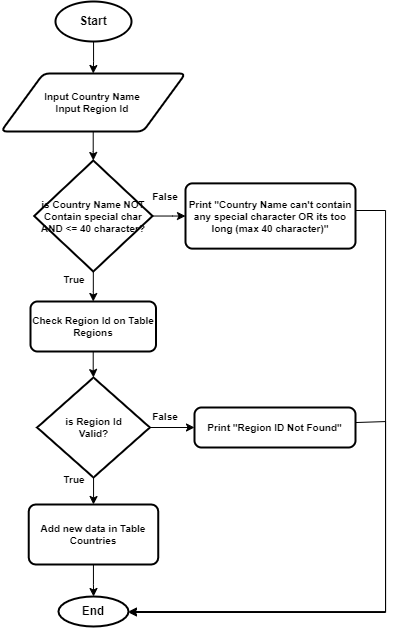 Start
Input Country Name
Input Region Id
is Country Name NOT
Contain special char
AND <= 40 character?
False
Print "Country Name can't contain
any special character OR its too
long (max 40 character)"
True
Check Region Id on Table
Regions
is Region Id
Valid?
False
Print "Region ID Not Found"
True
Add new data in Table
Countries
End